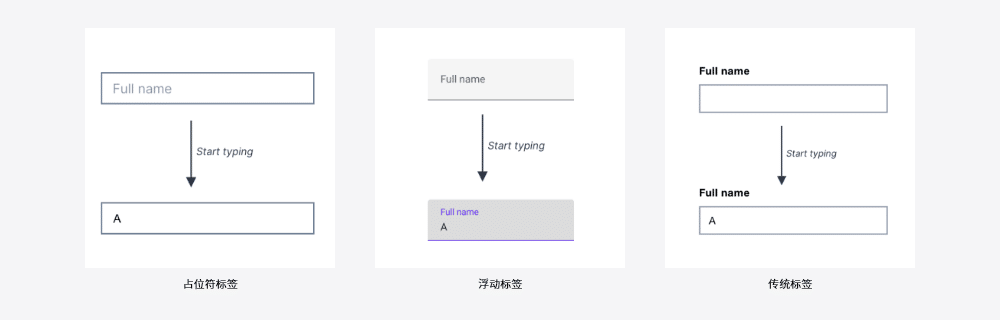 Full name
Start typing
A
占位符标签
Full name
Start typing
Full name
A
浮动标签
Full name
Start typing
Full name
A
传统标签